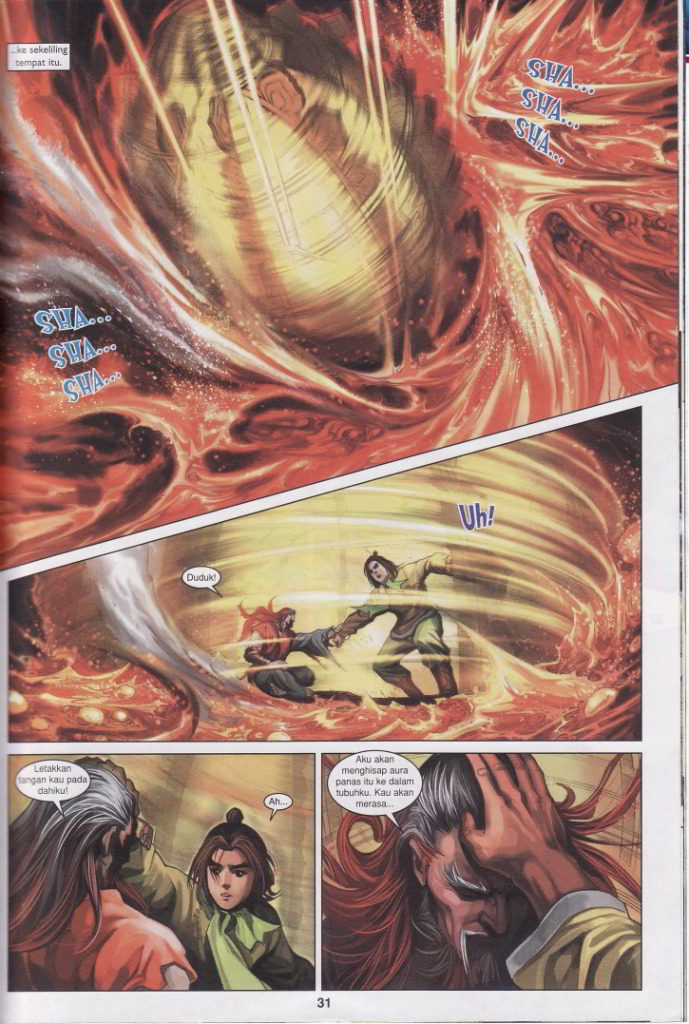 ...ke sekeliling
tempat itu.
SHA...
SHA...
SHA...
SHA...
SHA...
SHA...
Uh!
Duduk!
Letakkan
tangan kau pada
dahiku!
Ah...
Aku akan
menghisap aura
panas itu ke dalam
tubuhku. Kau akan
merasa...
31